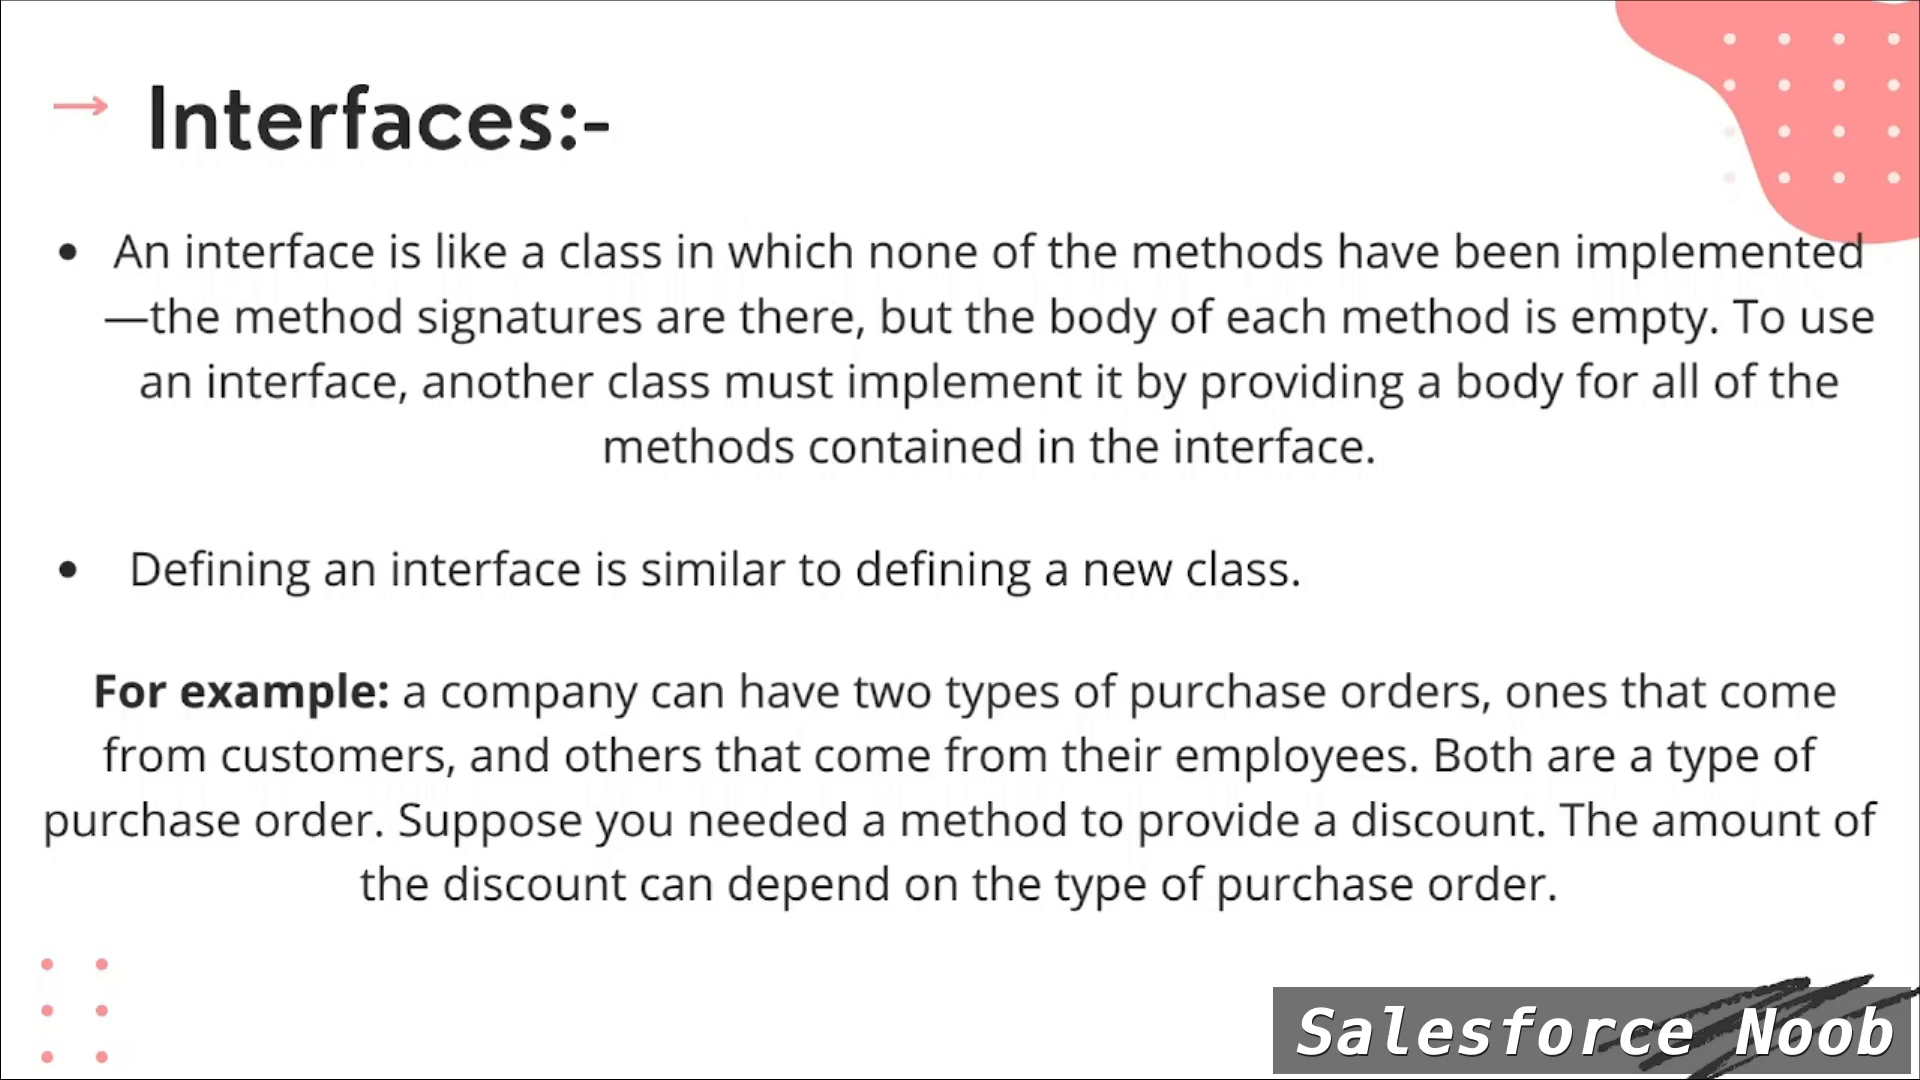 Interfaces:-
• An interface is like a class in which none of the methods have been implemented
—the method signatures are there, but the body of each method is empty. To use
an interface, another class must implement it by providing a body for all of the
methods contained in the interface.
• Defining an interface is similar to defining a new class.
For example: a company can have two types of purchase orders, ones that come
from customers, and others that come from their employees. Both are a type of
purchase order. Suppose you needed a method to provide a discount. The amount of
the discount can depend on the type of purchase order.
Salesforce Noob